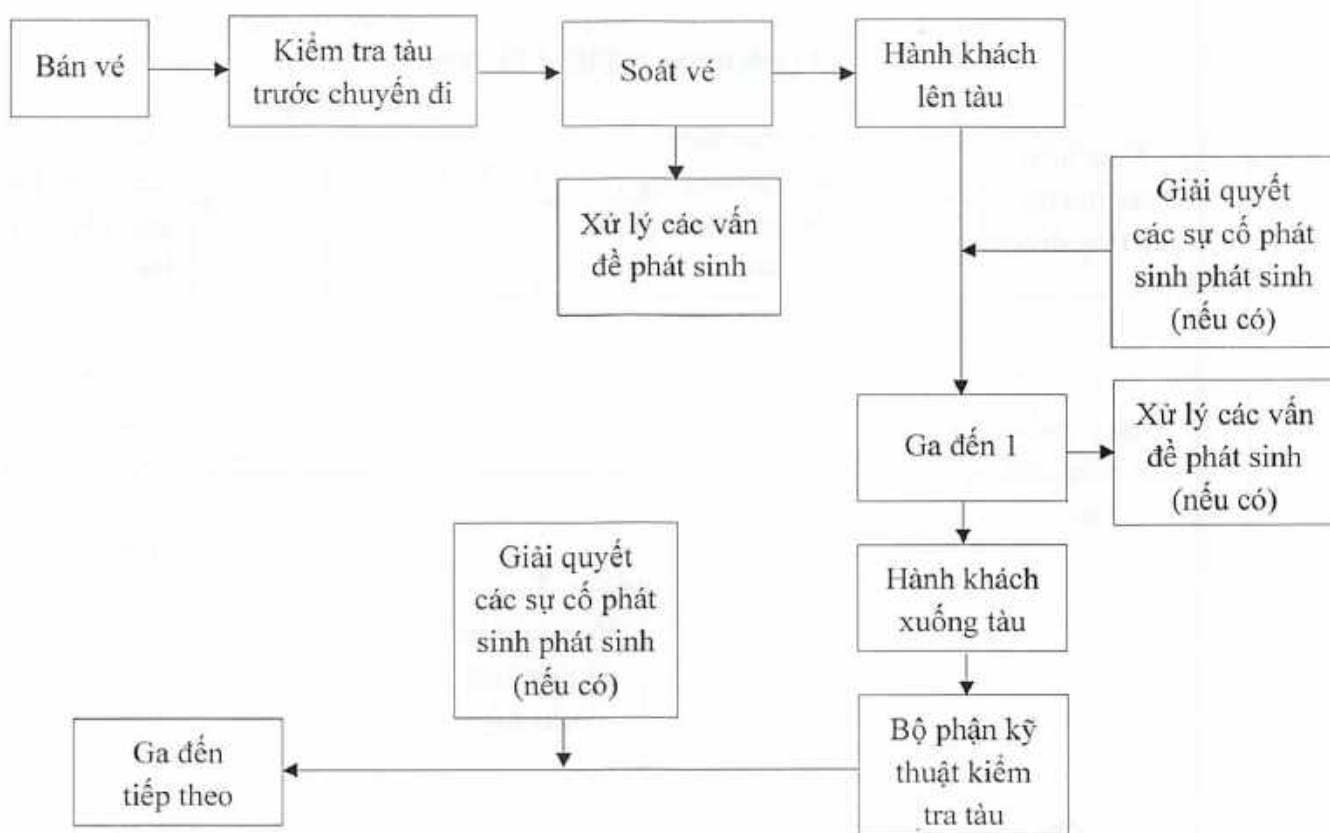 Bán vé
Kiểm tra tàu
trước chuyến đi
Soát vé
Hành khách
lên tàu
Xử lý các vấn
đề phát sinh
Giải quyết
các sự cố phát
sinh phát sinh
(nếu có)
Ga đến 1
Xử lý các vấn
đề phát sinh
(nếu có)
Hành khách
xuống tàu
Giải quyết
các sự cố phát
sinh phát sinh
(nếu có)
Bộ phận kỹ
thuật kiểm
tra tàu
Ga đến
tiếp theo